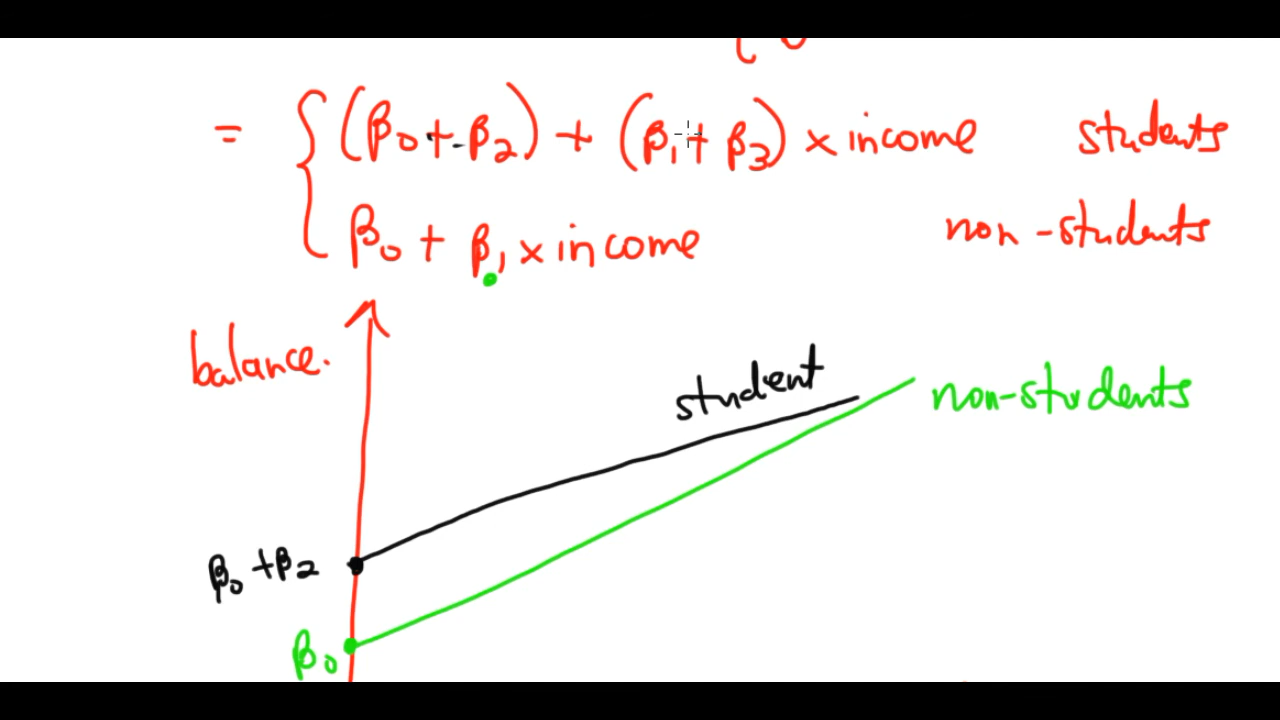 = { (β₀ + β₂) + (β₁ + β₃) × income students
β₀ + β₁ × income non-students
balance.
student
non-students
β₀ + β₂
β₀